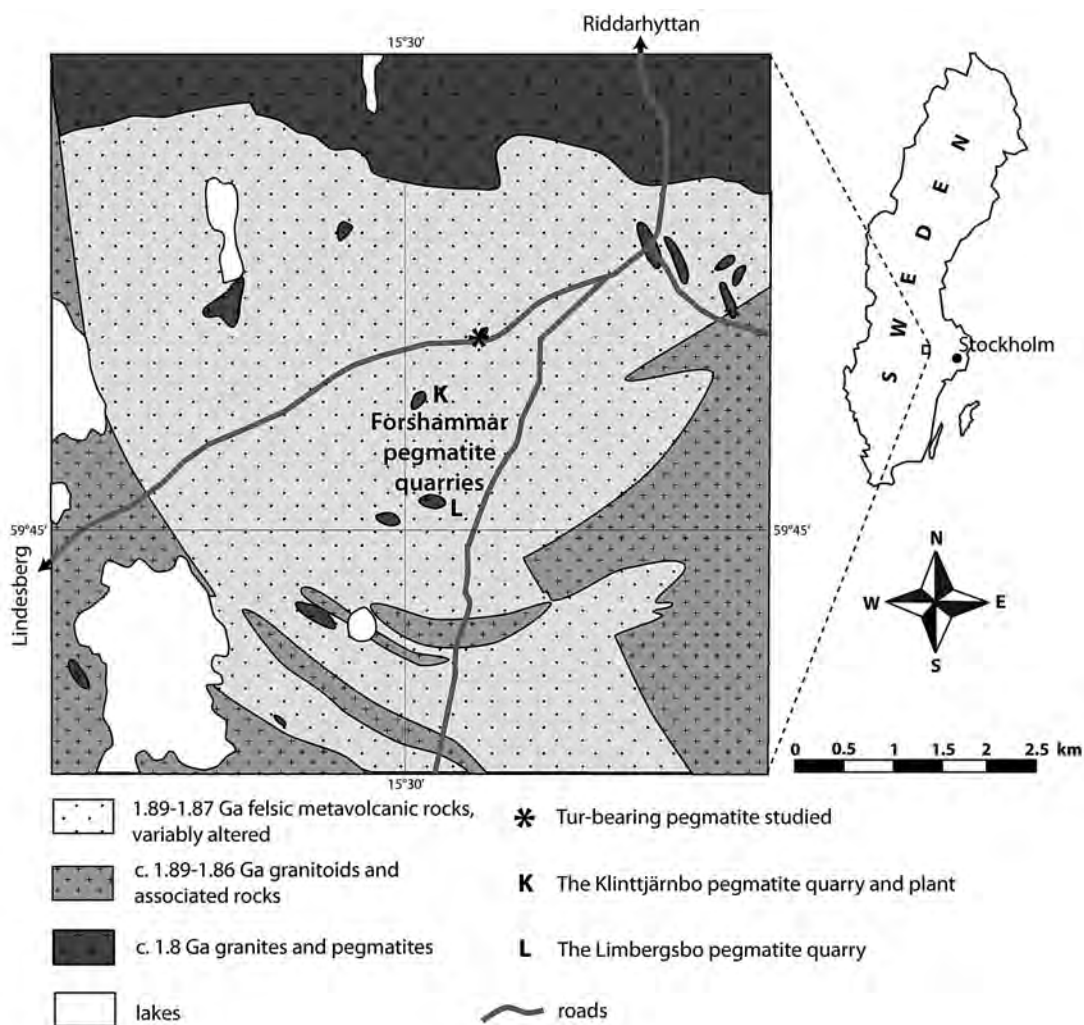 Riddarhyttan
15°30'
SWEDEN
Stockholm
K
Forshammar
pegmatite
quarries
L
59°45'
59°45'
Lindesberg
N
W
E
S
15°30'
0 0.5 1 1.5 2 2.5 km
1.89-1.87 Ga felsic metavolcanic rocks,
variably altered
Tur-bearing pegmatite studied
c. 1.89-1.86 Ga granitoids and
associated rocks
K The Klinttjärnbo pegmatite quarry and plant
c. 1.8 Ga granites and pegmatites
L The Limbergsbo pegmatite quarry
lakes
roads